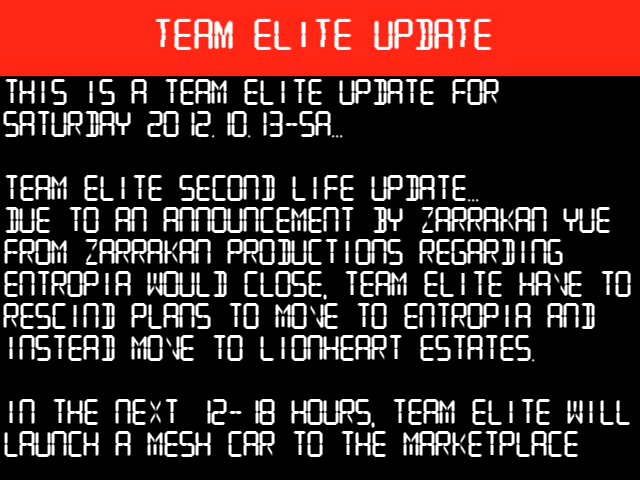 TEAM ELITE UPDATE
THIS IS A TEAM ELITE UPDATE FOR
SATURDAY 2012.10.13-SA...
TEAM ELITE SECOND LIFE UPDATE...
DUE TO AN ANNOUNCEMENT BY ZARRAKAN YUE
FROM ZARRAKAN PRODUCTIONS REGARDING
ENTROPIA WOULD CLOSE, TEAM ELITE HAVE TO
RESCIND PLANS TO MOVE TO ENTROPIA AND
INSTEAD MOVE TO LIONHEART ESTATES.
IN THE NEXT 12-18 HOURS, TEAM ELITE WILL
LAUNCH A MESH CAR TO THE MARKETPLACE